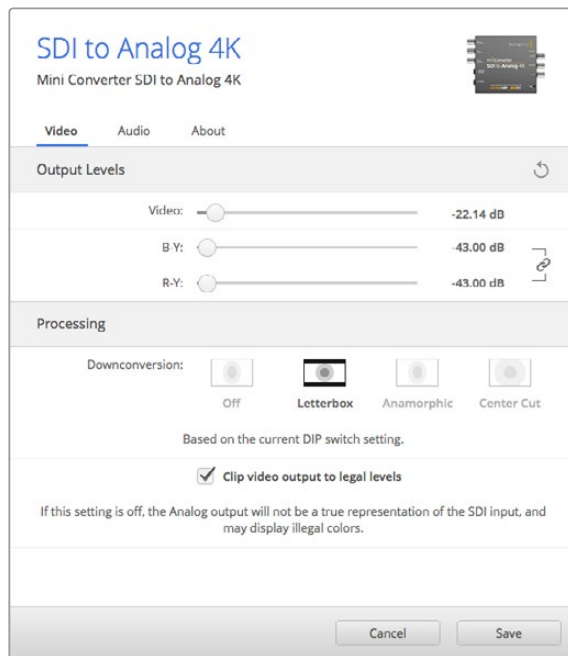 SDI to Analog 4K
Mini Converter SDI to Analog 4K
Video Audio About
Output Levels
Video: -22.14 dB
B-Y: -43.00 dB
R-Y: -43.00 dB
Processing
Downconversion:
Off Letterbox Anamorphic Center Cut
Based on the current DIP switch setting.
Clip video output to legal levels
If this setting is off, the Analog output will not be a true representation of the SDI input, and
may display illegal colors.
Cancel Save